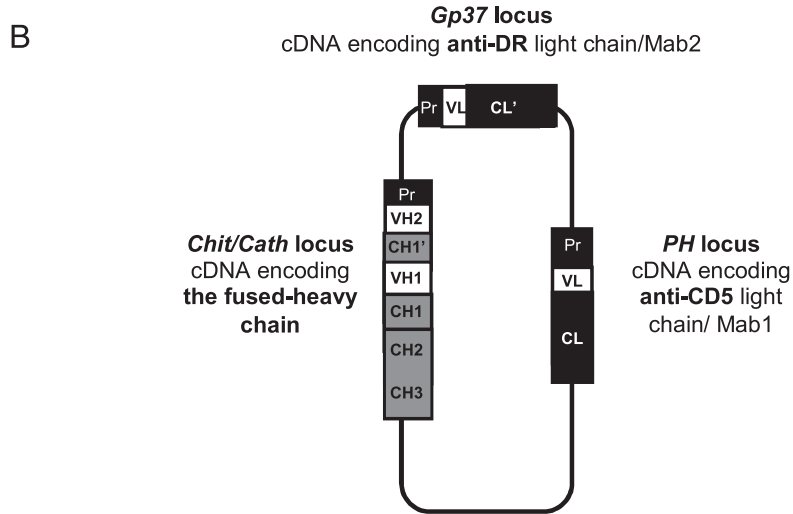 B
Gp37 locus
cDNA encoding anti-DR light chain/Mab2
Pr VL CL’
Pr
VH2
CH1’
VH1
CH1
CH2
CH3
Chit/Cath locus
cDNA encoding
the fused-heavy
chain
Pr
VL
CL
PH locus
cDNA encoding
anti-CD5 light
chain/ Mab1